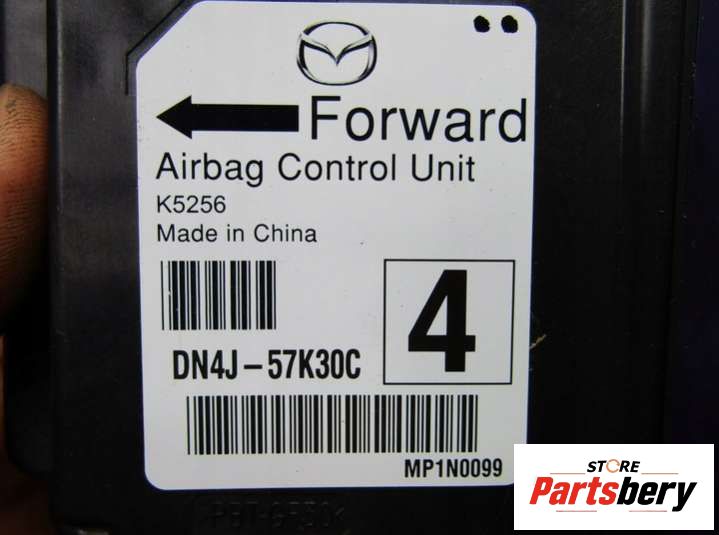 Forward
Airbag Control Unit
K5256
Made in China
4
DN4J-57K30C
MP1N0099
STORE
Partsbery